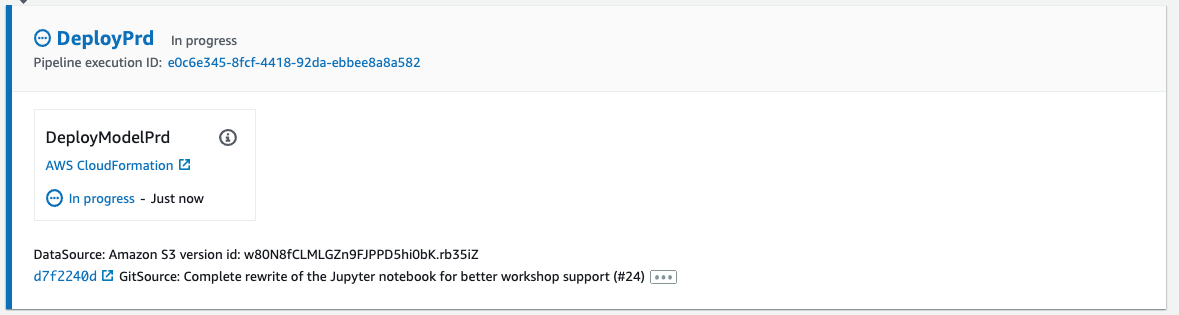 DeployPrd In progress
Pipeline execution ID: e0c6e345-8fcf-4418-92da-ebbee8a8a582
DeployModelPrd
AWS CloudFormation
In progress - Just now
DataSource: Amazon S3 version id: w80N8fCLMLGZn9FJPPD5hi0bK.rb35iZ
d7f2240d GitSource: Complete rewrite of the Jupyter notebook for better workshop support (#24)